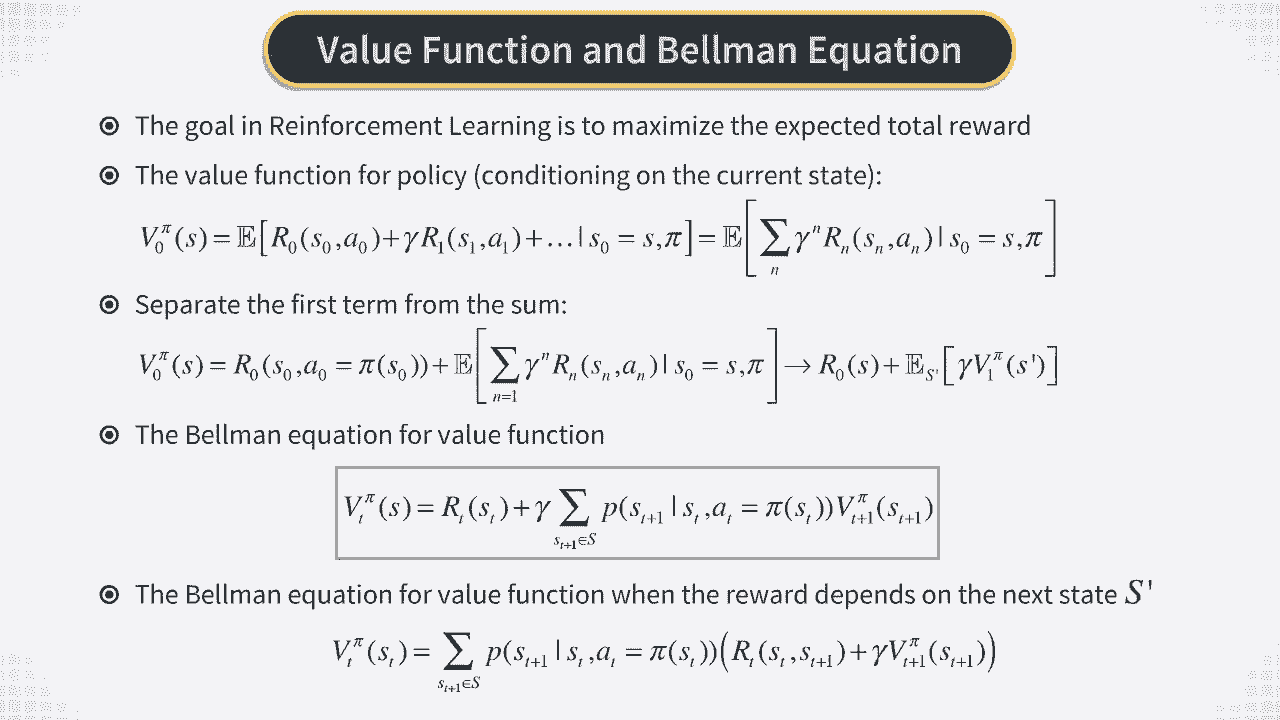 Value Function and Bellman Equation
The goal in Reinforcement Learning is to maximize the expected total reward
The value function for policy (conditioning on the current state):
$V_0^\pi(s) = \mathbb{E}\left[R_0(s_0,a_0)+\gamma R_1(s_1,a_1)+\ldots | s_0 = s,\pi\right] = \mathbb{E}\left[\sum_n \gamma^n R_n(s_n,a_n) | s_0 = s,\pi\right]$
Separate the first term from the sum:
$V_0^\pi(s) = R_0(s_0,a_0 = \pi(s_0)) + \mathbb{E}\left[\sum_{n=1} \gamma^n R_n(s_n,a_n) | s_0 = s,\pi\right] \rightarrow R_0(s) + \mathbb{E}_{S'}\left[\gamma V_1^\pi(s')\right]$
The Bellman equation for value function
$V_t^\pi(s) = R_t(s_t) + \gamma \sum_{s_{t+1} \in S} p(s_{t+1} | s_t,a_t = \pi(s_t)) V_{t+1}^\pi(s_{t+1})$
The Bellman equation for value function when the reward depends on the next state $S'$
$V_t^\pi(s_t) = \sum_{s_{t+1} \in S} p(s_{t+1} | s_t,a_t = \pi(s_t)) \left(R_t(s_t,s_{t+1}) + \gamma V_{t+1}^\pi(s_{t+1})\right)$